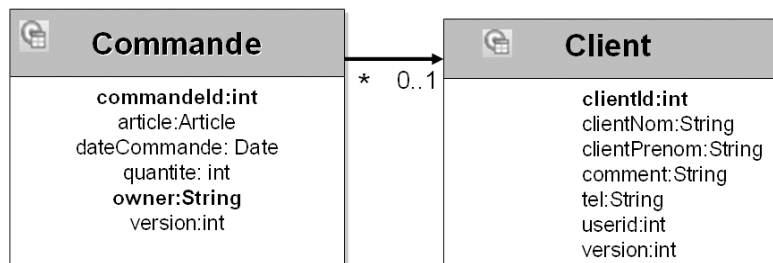 Commande
commandeId:int
article:Article
dateCommande: Date
quantite: int
owner:String
version:int
* 0..1
Client
clientId:int
clientNom:String
clientPrenom:String
comment:String
tel:String
userid:int
version:int